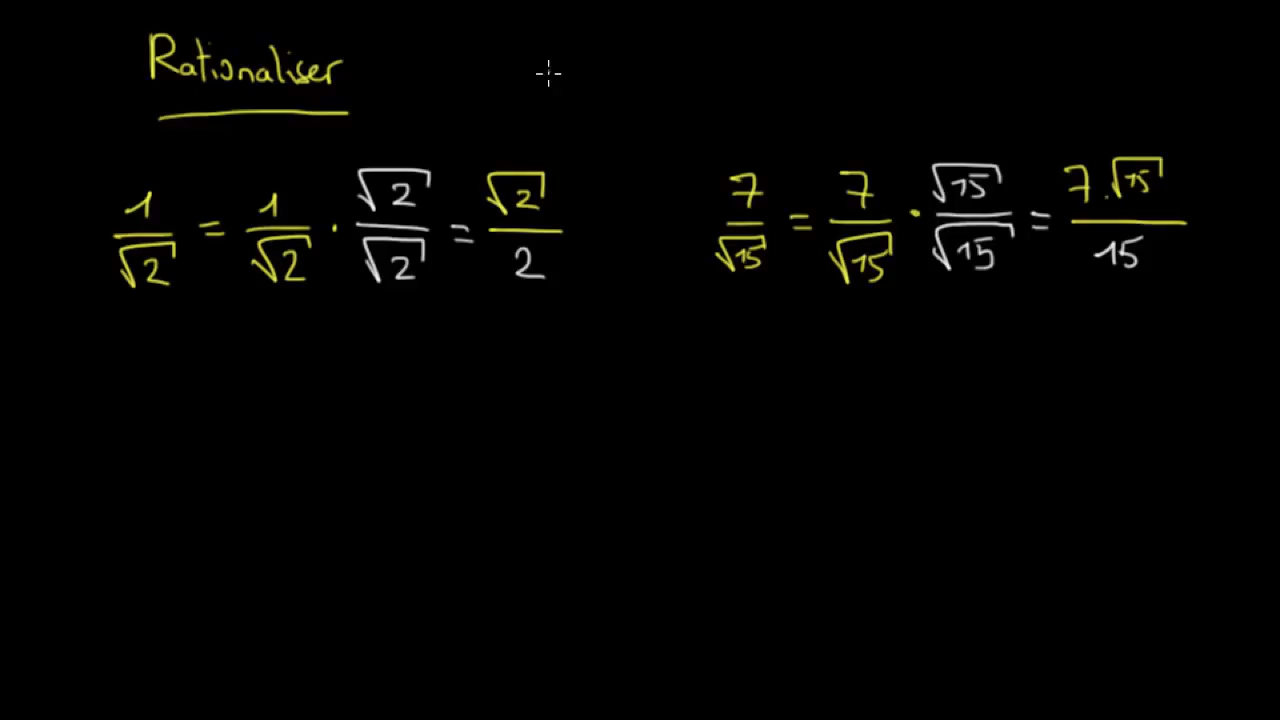 Rationaliser
1/√2 = 1/√2 · √2/√2 = √2/2
7/√15 = 7/√15 · √15/√15 = 7.√15/15